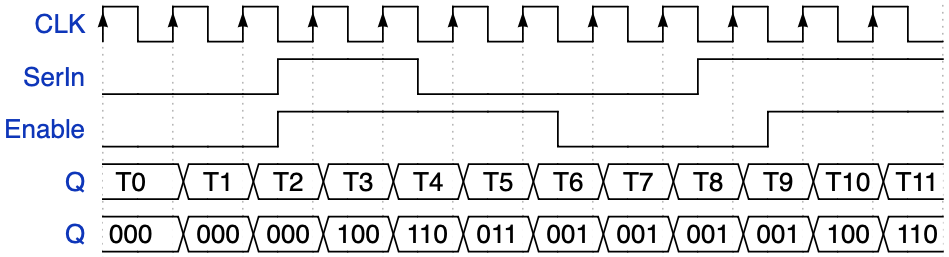 CLK
SerIn
Enable
Q T0 T1 T2 T3 T4 T5 T6 T7 T8 T9 T10 T11
Q 000 000 000 100 110 011 001 001 001 001 100 110